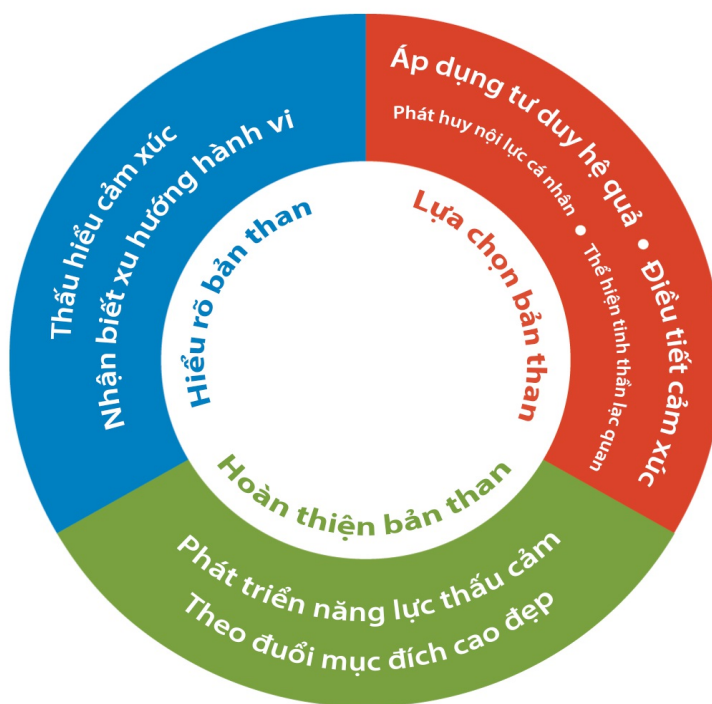 Thấu hiểu cảm xúc
Nhận biết xu hướng hành vi
Hiểu rõ bản than
Áp dụng tư duy hệ quả • Điều tiết cảm xúc
Phát huy nội lực cá nhân • Thể hiện tinh thần lạc quan
Lựa chọn bản than
Hoàn thiện bản than
Phát triển năng lực thấu cảm
Theo đuổi mục đích cao đẹp